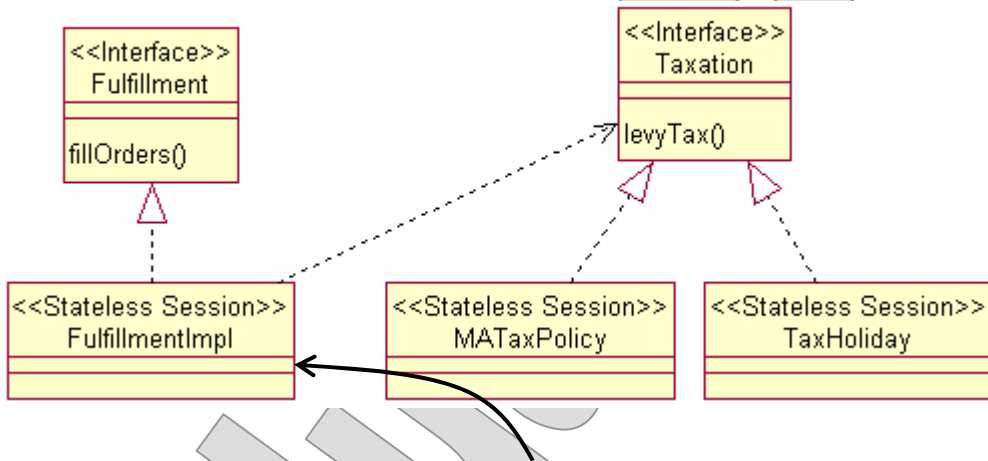 <<Interface>>
Fulfillment
fillOrders()
<<Interface>>
Taxation
levyTax()
<<Stateless Session>>
FulfillmentImpl
<<Stateless Session>>
MATaxPolicy
<<Stateless Session>>
TaxHoliday